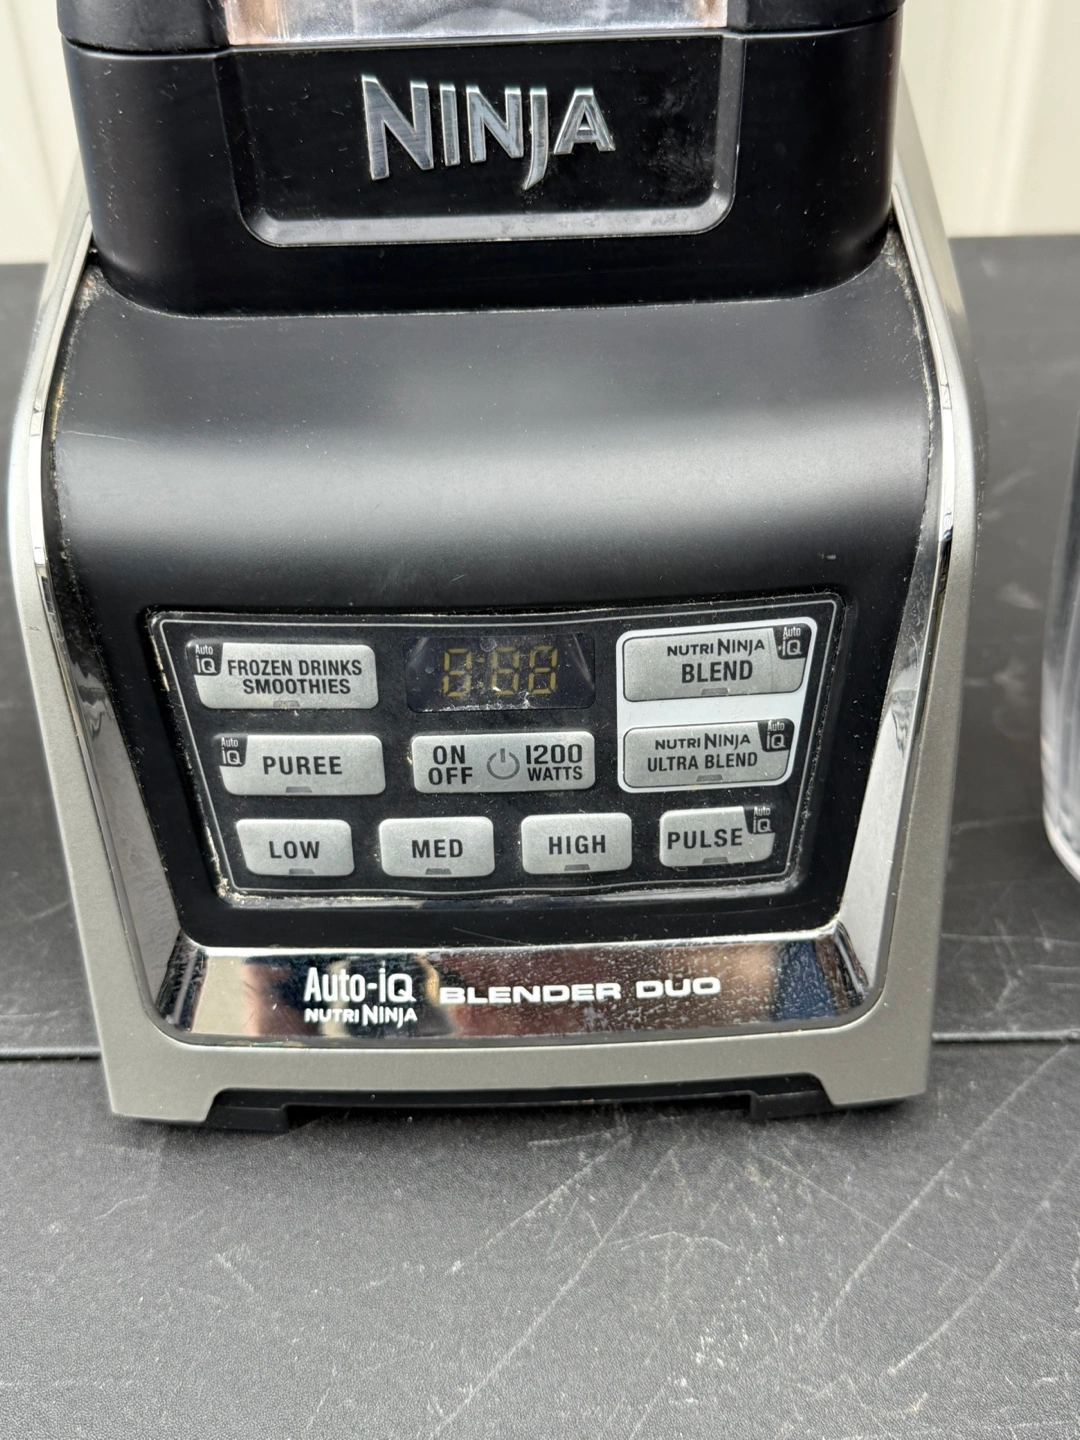 NINJA
Auto
iQ
FROZEN DRINKS
SMOOTHIES
8:88
NUTRI NINJA
BLEND
Auto
iQ
Auto
iQ
PUREE
ON
OFF
1200
WATTS
NUTRI NINJA
ULTRA BLEND
Auto
iQ
LOW
MED
HIGH
PULSE
Auto
iQ
Auto-iQ
NUTRI NINJA
BLENDER DUO